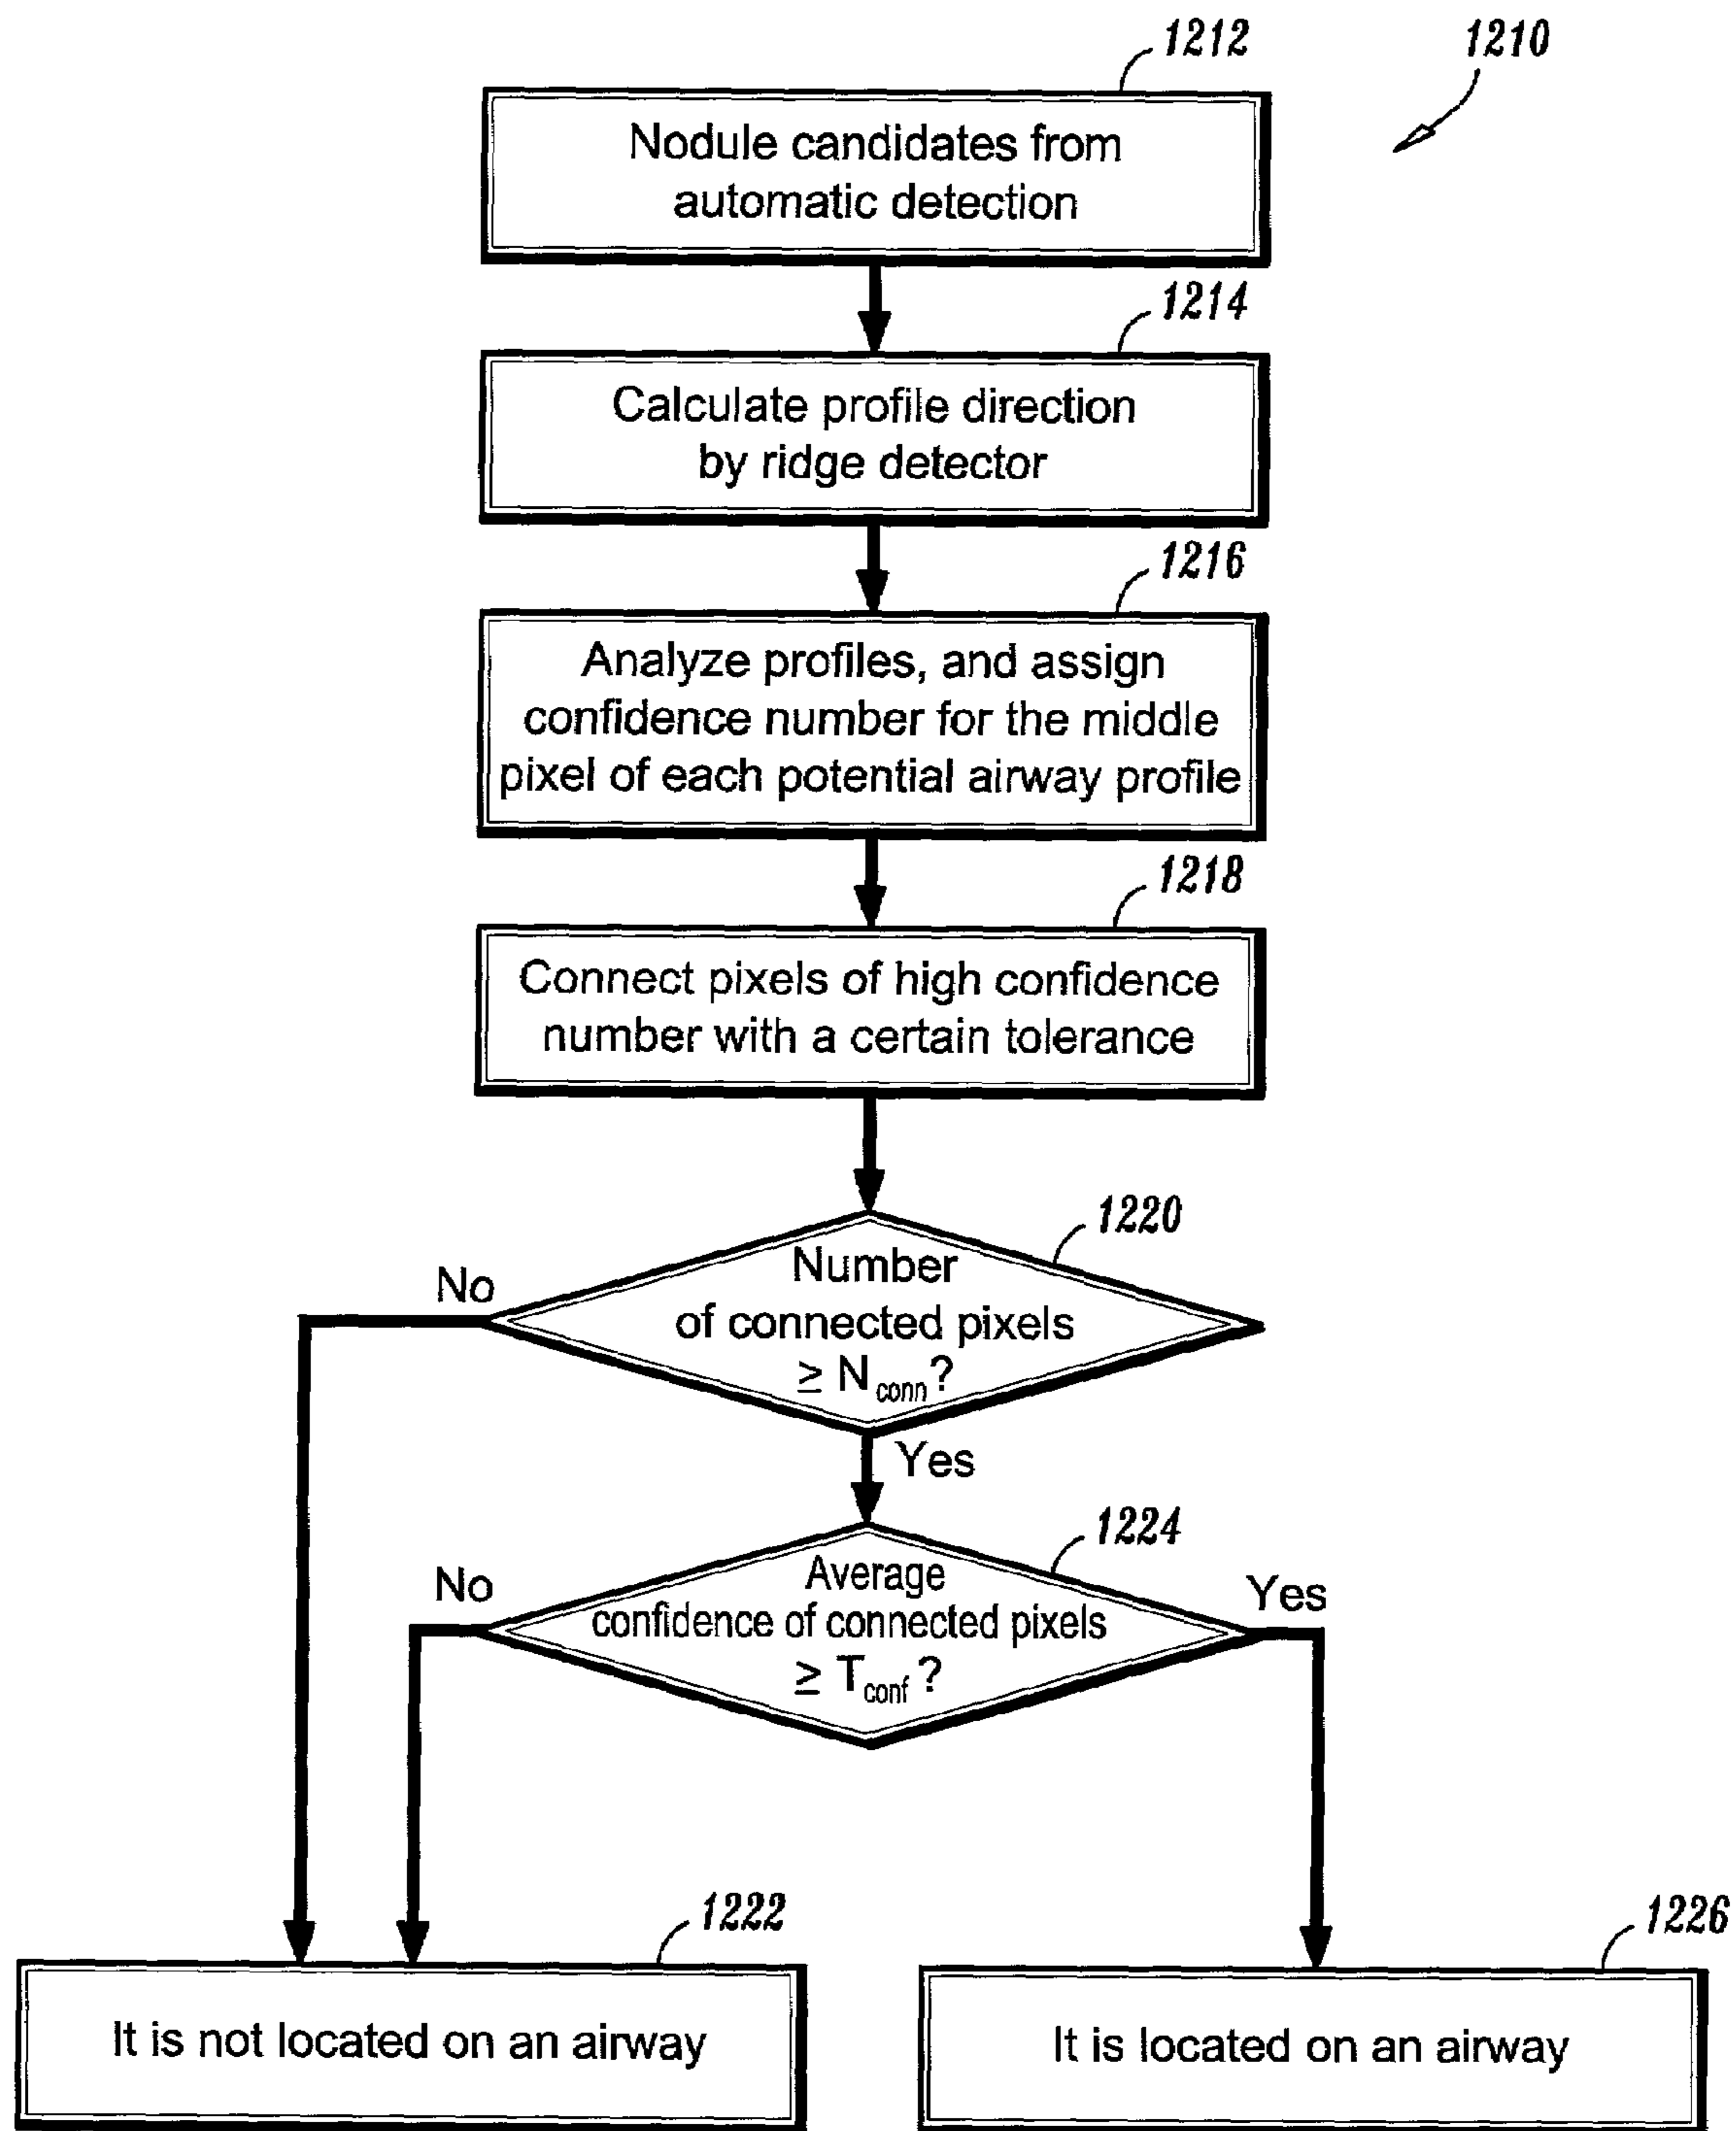 1210
1212
Nodule candidates from
automatic detection
1214
Calculate profile direction
by ridge detector
1216
Analyze profiles, and assign
confidence number for the middle
pixel of each potential airway profile
1218
Connect pixels of high confidence
number with a certain tolerance
1220
Number
of connected pixels
≥ Nconn?
No
Yes
1224
Average
confidence of connected pixels
≥ Tconf?
No
Yes
1222
It is not located on an airway
1226
It is located on an airway